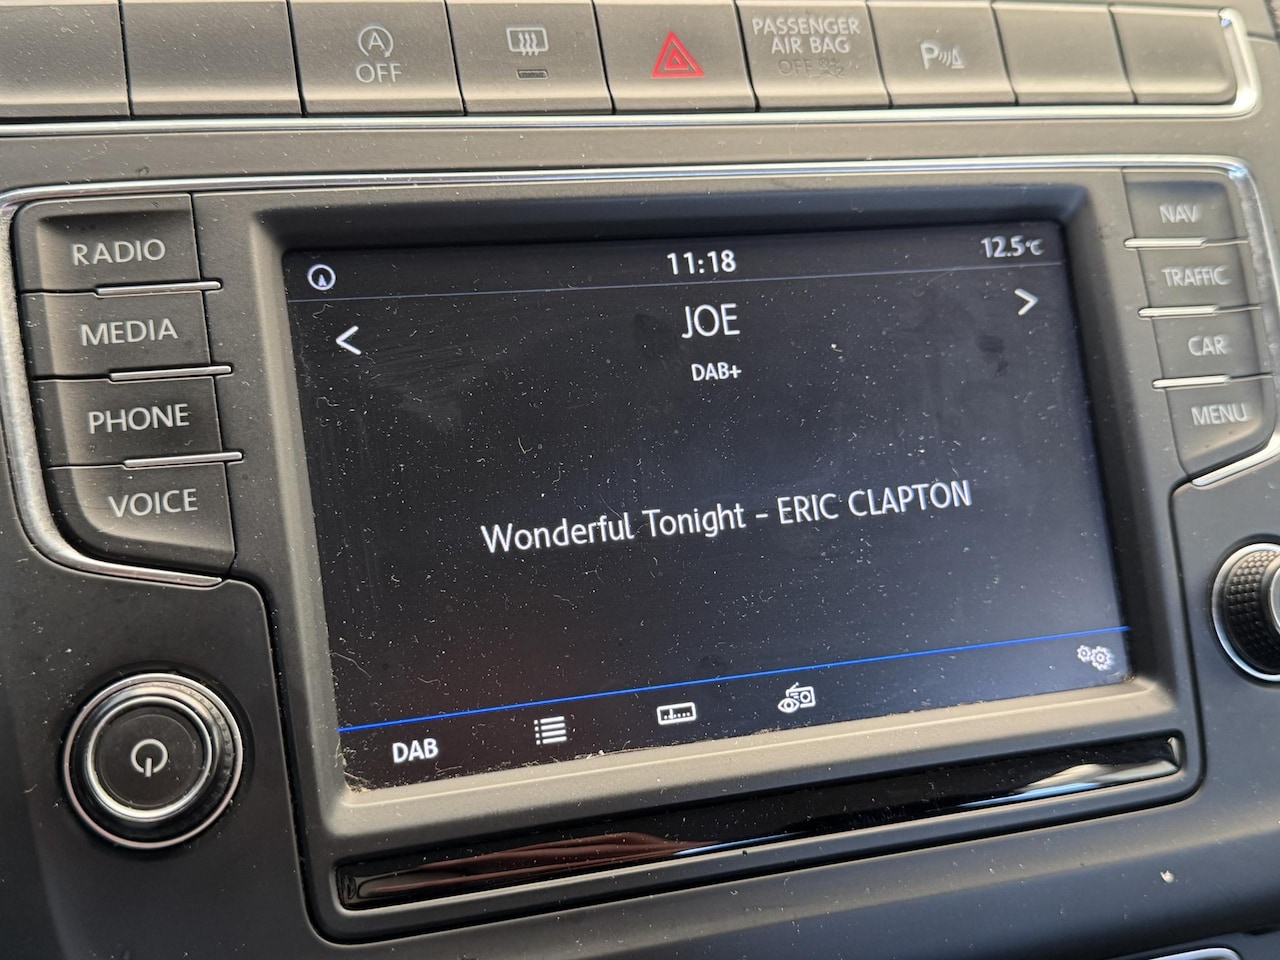 A
OFF
PASSENGER
AIR BAG
OFF
P
RADIO
MEDIA
PHONE
VOICE
11:18
12.5°C
<
JOE
>
DAB+
Wonderful Tonight - ERIC CLAPTON
DAB
NAV
TRAFFIC
CAR
MENU